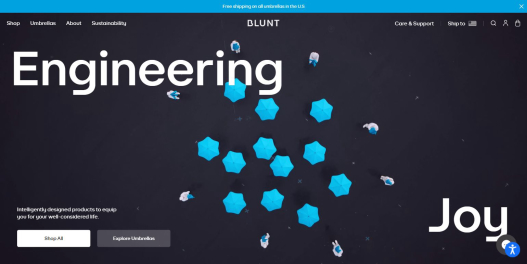 Free shipping on all umbrellas in the U.S.
Shop Umbrellas About Sustainability BLUNT Care & Support Ship to
Engineering
Joy
Intelligently designed products to equip
you for your well-considered life.
Shop All Explore Umbrellas